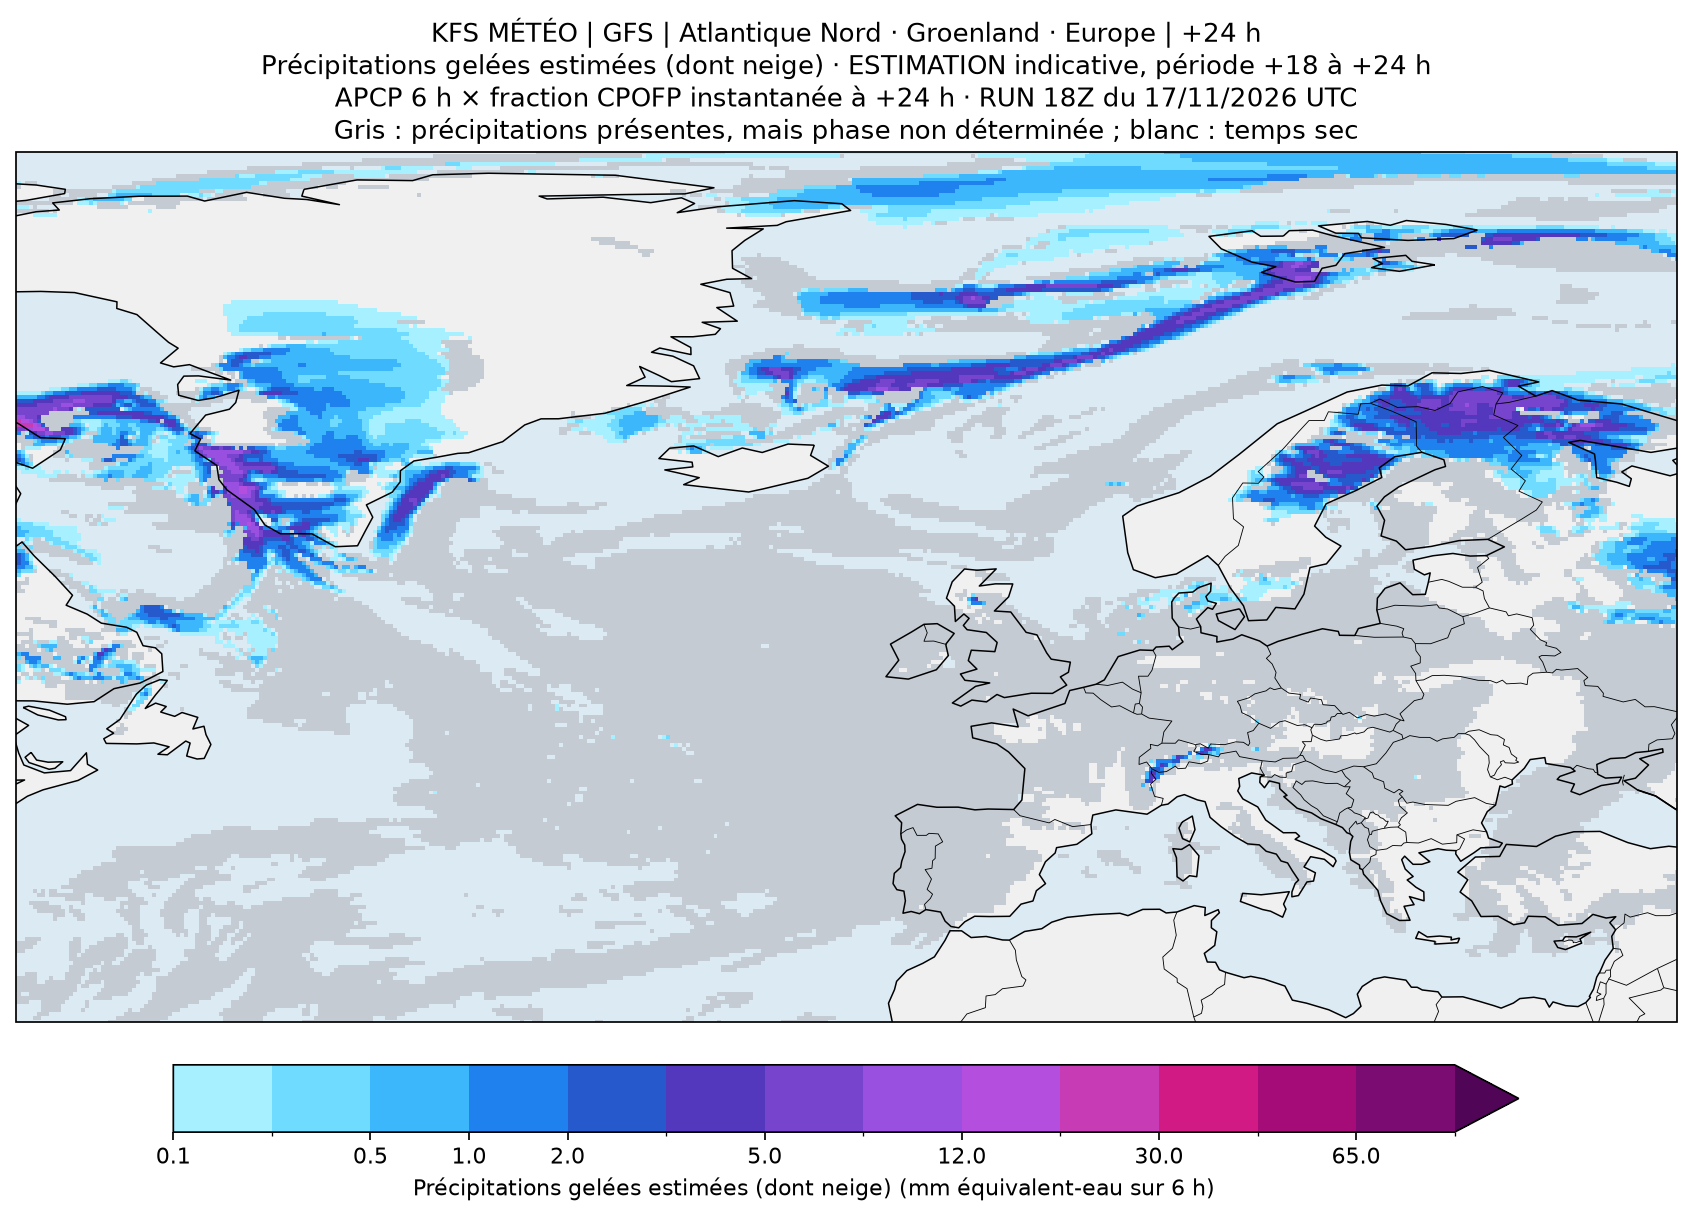 KFS MÉTÉO | GFS | Atlantique Nord · Groenland · Europe | +24 h
Précipitations gelées estimées (dont neige) · ESTIMATION indicative, période +18 à +24 h
APCP 6 h × fraction CPOFP instantanée à +24 h · RUN 18Z du 17/11/2026 UTC
Gris : précipitations présentes, mais phase non déterminée ; blanc : temps sec
0.1 0.5 1.0 2.0 5.0 12.0 30.0 65.0
Précipitations gelées estimées (dont neige) (mm équivalent-eau sur 6 h)